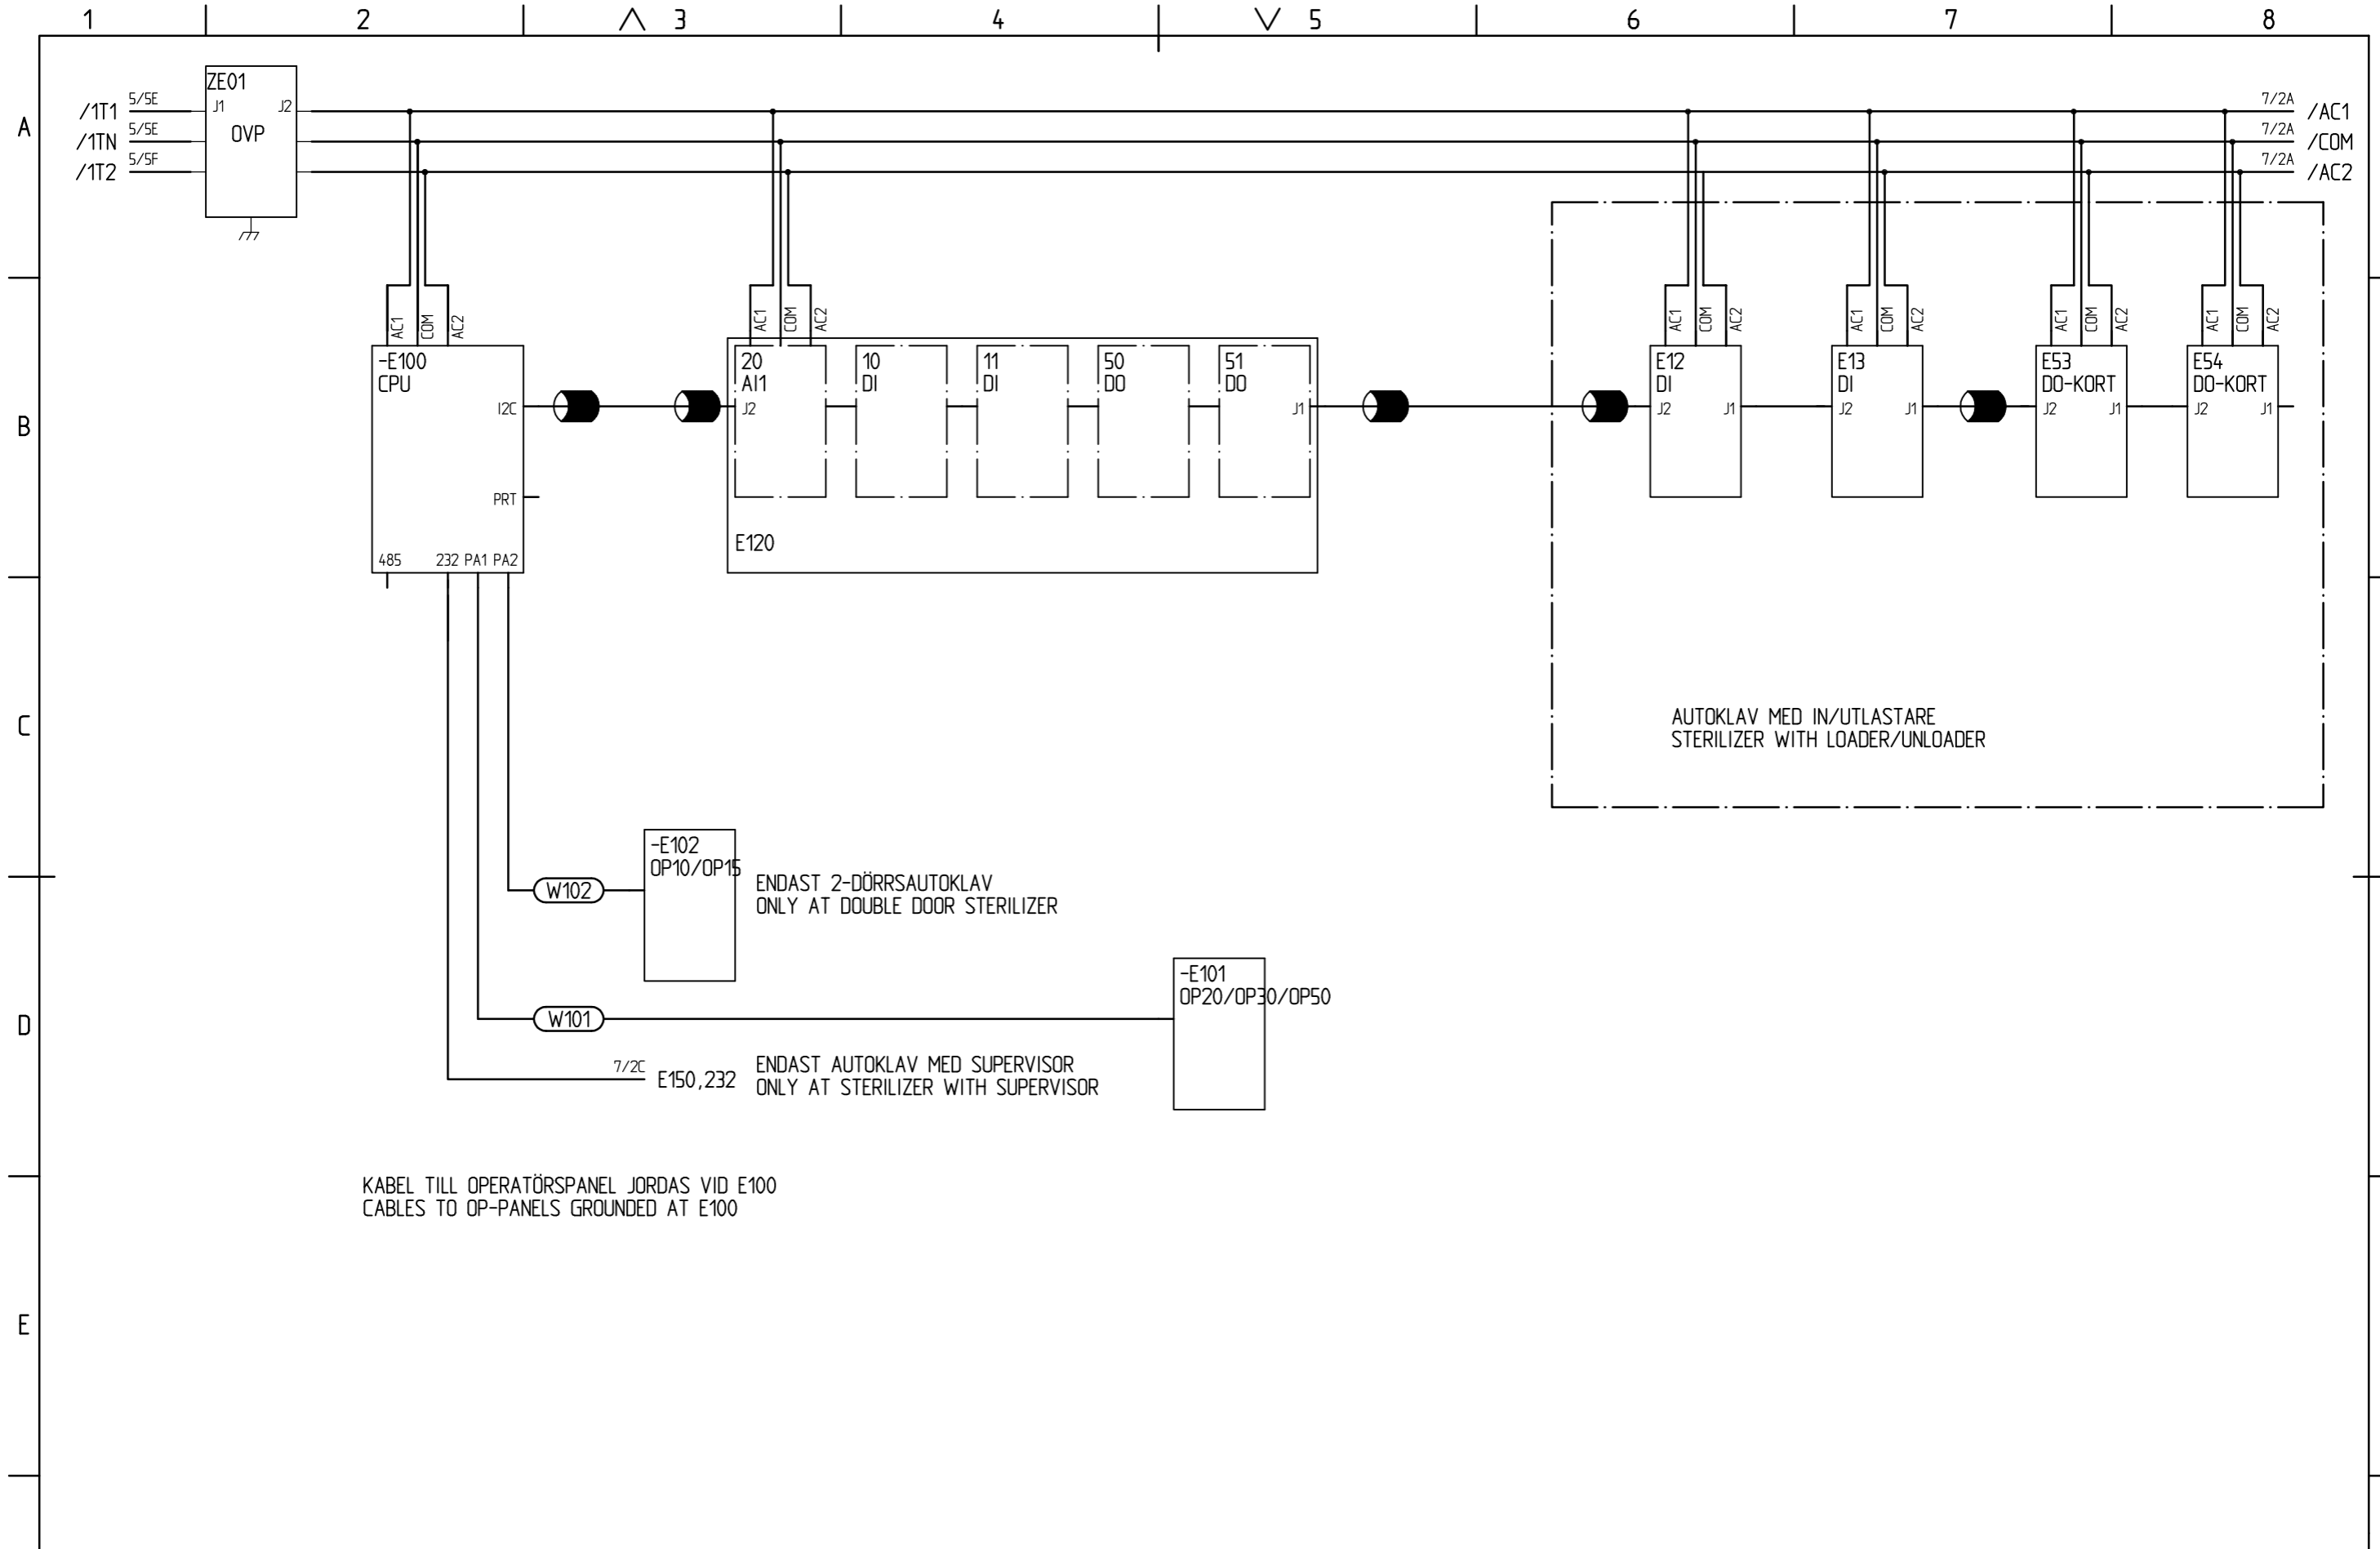 1 2 3 4 5 6 7 8
A
B
C
D
E
ZE01
J1 J2
OVP
/1T1 5/5E
/1TN 5/5E
/1T2 5/5F
7/2A /AC1
7/2A /COM
7/2A /AC2
AC1 COM AC2
-E100
CPU
I2C
PRT
485 232 PA1 PA2
AC1 COM AC2
20
AI1
J2
10
DI
11
DI
50
DO
51
DO
J1
E120
AC1 COM AC2
E12
DI
J2 J1
AC1 COM AC2
E13
DI
J2 J1
AC1 COM AC2
E53
DO-KORT
J2 J1
AC1 COM AC2
E54
DO-KORT
J2 J1
AUTOKLAV MED IN/UTLASTARE
STERILIZER WITH LOADER/UNLOADER
-E102
OP10/OP15
W102
ENDAST 2-DÖRRSAUTOKLAV
ONLY AT DOUBLE DOOR STERILIZER
-E101
OP20/OP30/OP50
W101
7/2C E150,232
ENDAST AUTOKLAV MED SUPERVISOR
ONLY AT STERILIZER WITH SUPERVISOR
KABEL TILL OPERATÖRSPANEL JORDAS VID E100
CABLES TO OP-PANELS GROUNDED AT E100